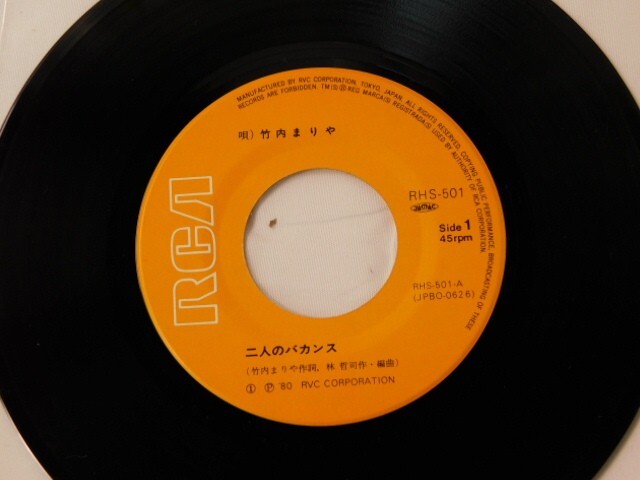 MANUFACTURED BY RVC CORPORATION, TOKYO, JAPAN. ALL RIGHTS RESERVED. COPYING PUBLIC PERFORMANCE, BROADCASTING OF THESE
RECORDS ARE FORBIDDEN. TM(S)®REG MARCA(S) REGISTRADA(S) USED BY AUTHORITY OF RCA CORPORATION
唄) 竹内まりや
RCA
RHS-501
Side 1
45rpm
RHS-501-A
(JPBO-0626)
二人のバカンス
(竹内まりや作詞, 林 哲司作・編曲)
① Ⓟ '80 RVC CORPORATION